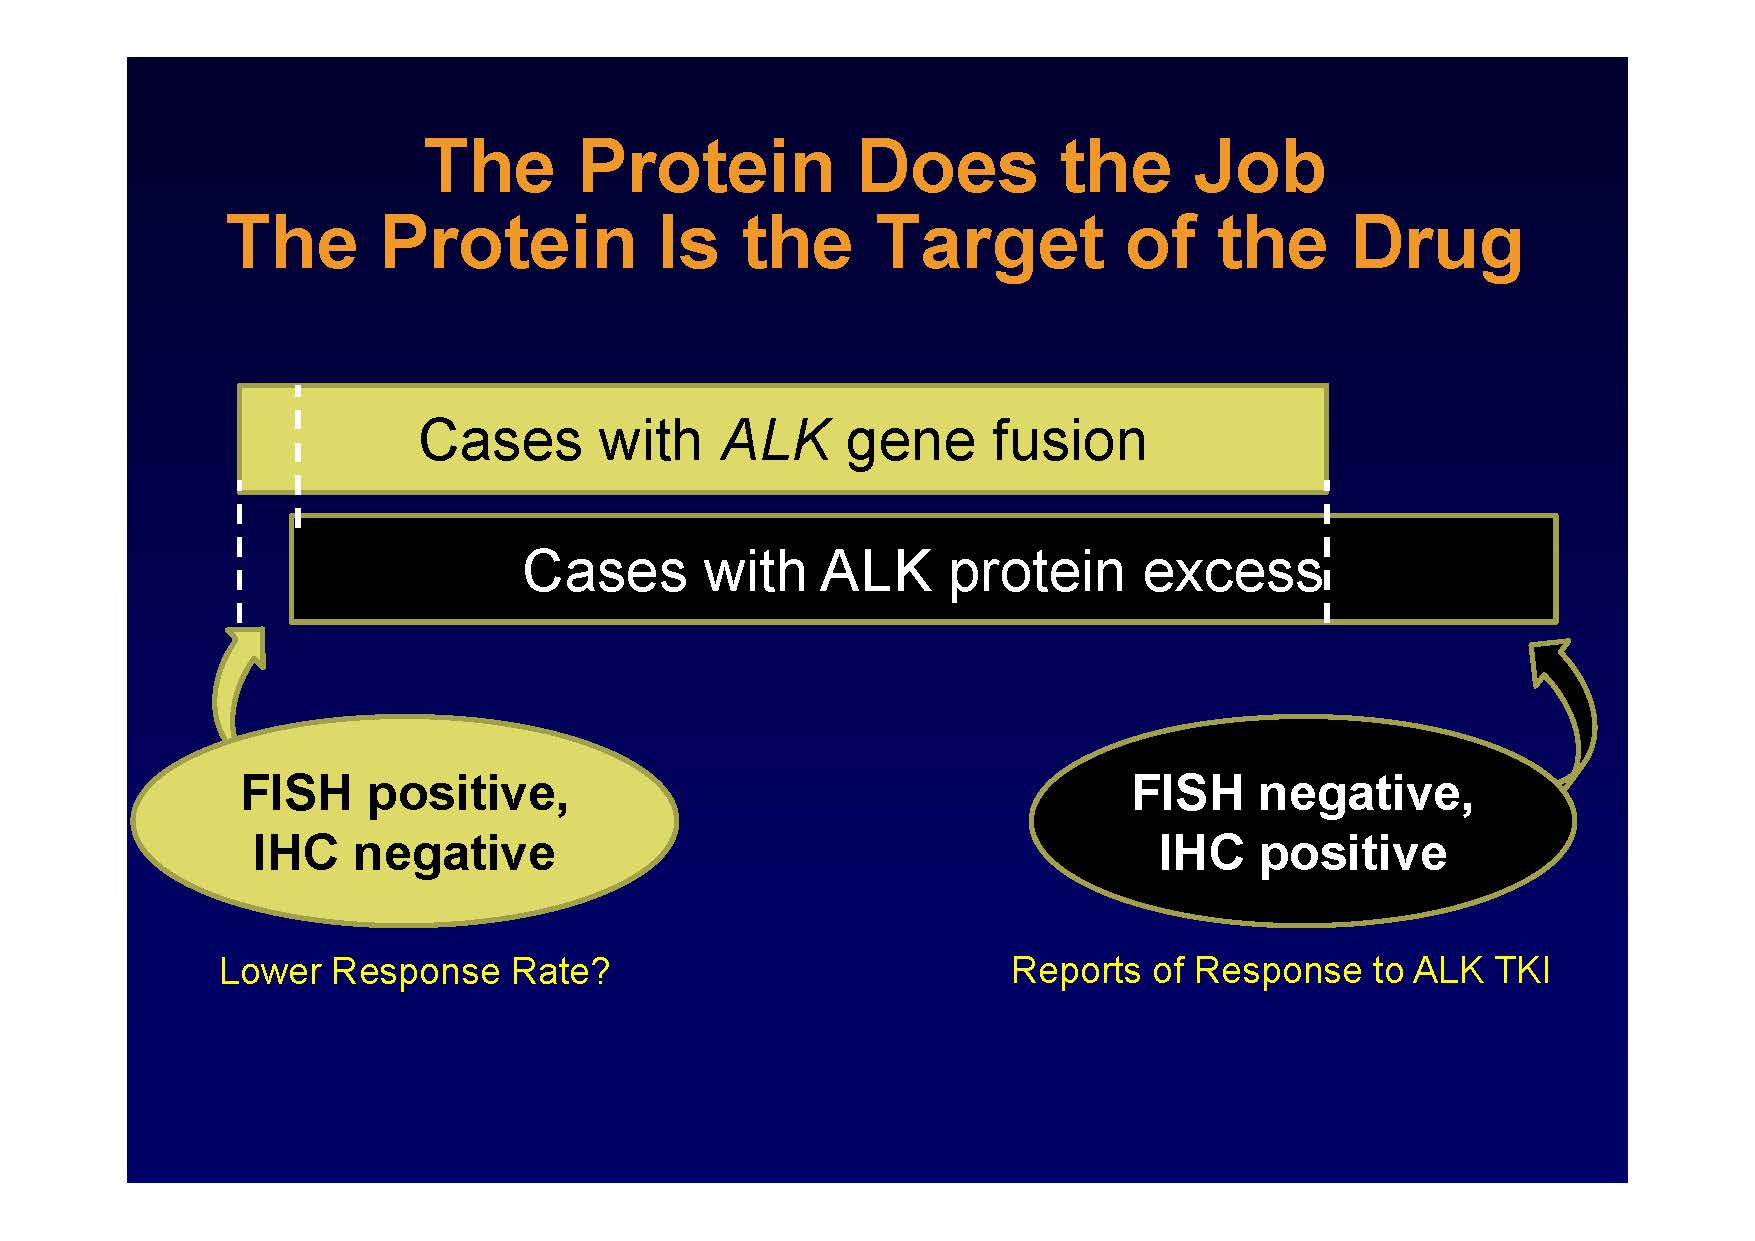 The Protein Does the Job
The Protein Is the Target of the Drug
Cases with ALK gene fusion
Cases with ALK protein excess
FISH positive,
IHC negative
FISH negative,
IHC positive
Lower Response Rate?
Reports of Response to ALK TKI